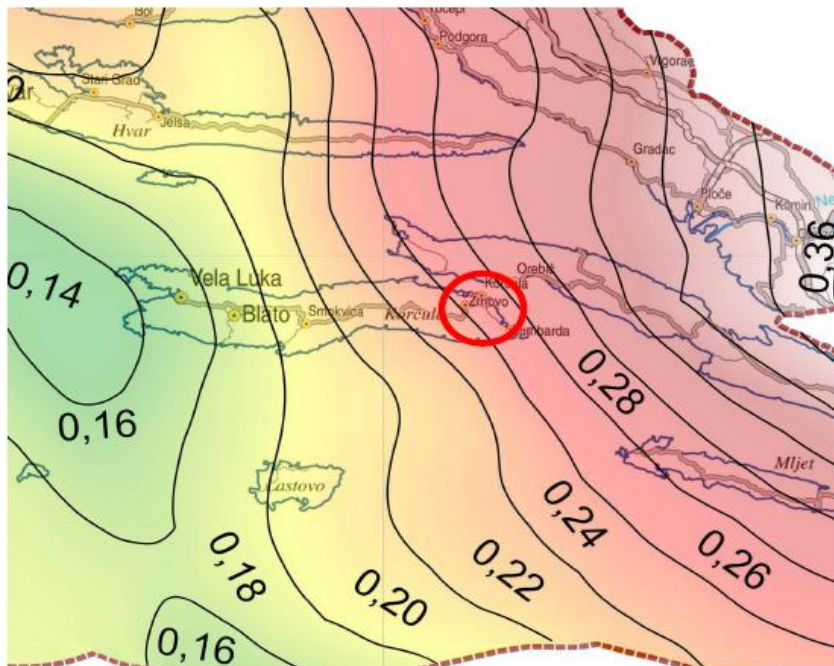 Bol
Podgora
Stari Grad
Jelsa
Hvar
Gradac
Ploče
Komin
0,36
Vela Luka
0,14
Blato
Smokvica
Korčula
Orebić
Korčula
Žrnovo
0,16
0,28
Mljet
Lastovo
0,24
0,26
0,22
0,18
0,20
0,16